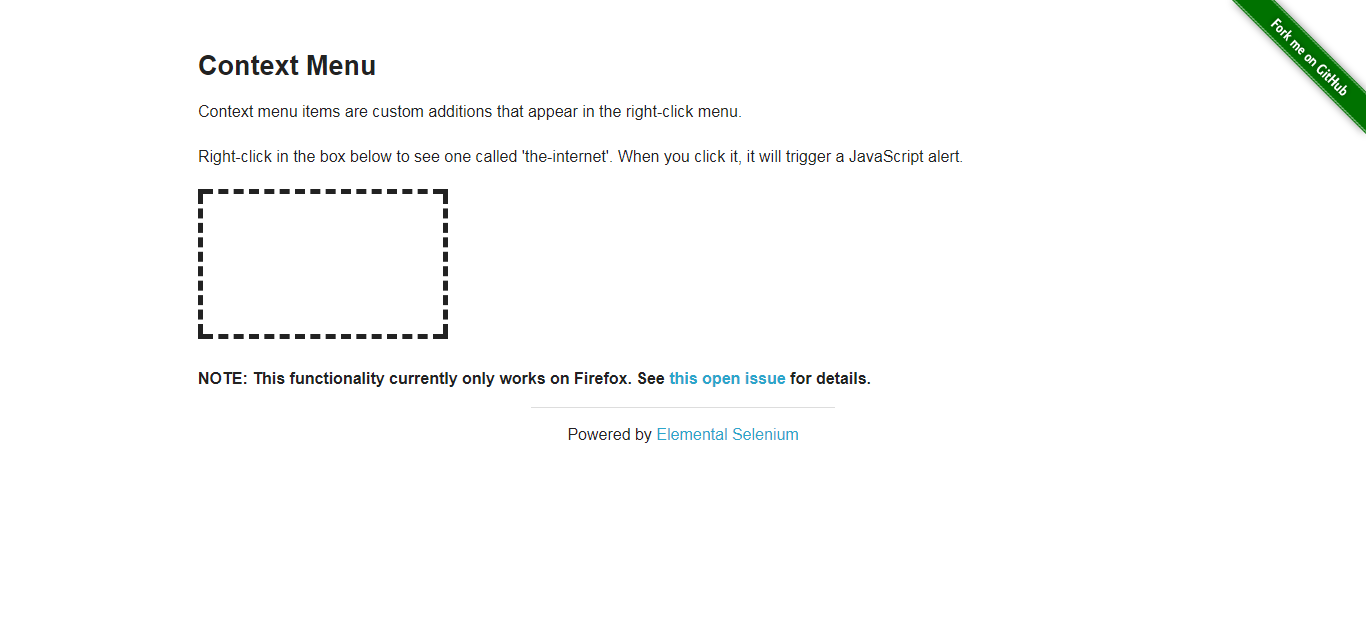 Fork me on GitHub
Context Menu
Context menu items are custom additions that appear in the right-click menu.
Right-click in the box below to see one called 'the-internet'. When you click it, it will trigger a JavaScript alert.
NOTE: This functionality currently only works on Firefox. See this open issue for details.
Powered by Elemental Selenium